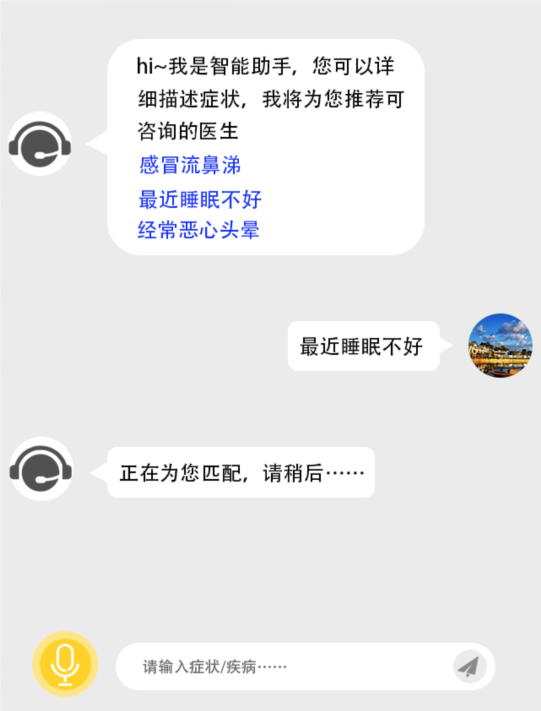 hi~我是智能助手，您可以详
细描述症状，我将为您推荐可
咨询的医生
感冒流鼻涕
最近睡眠不好
经常恶心头晕
最近睡眠不好
正在为您匹配，请稍后……
请输入症状/疾病……